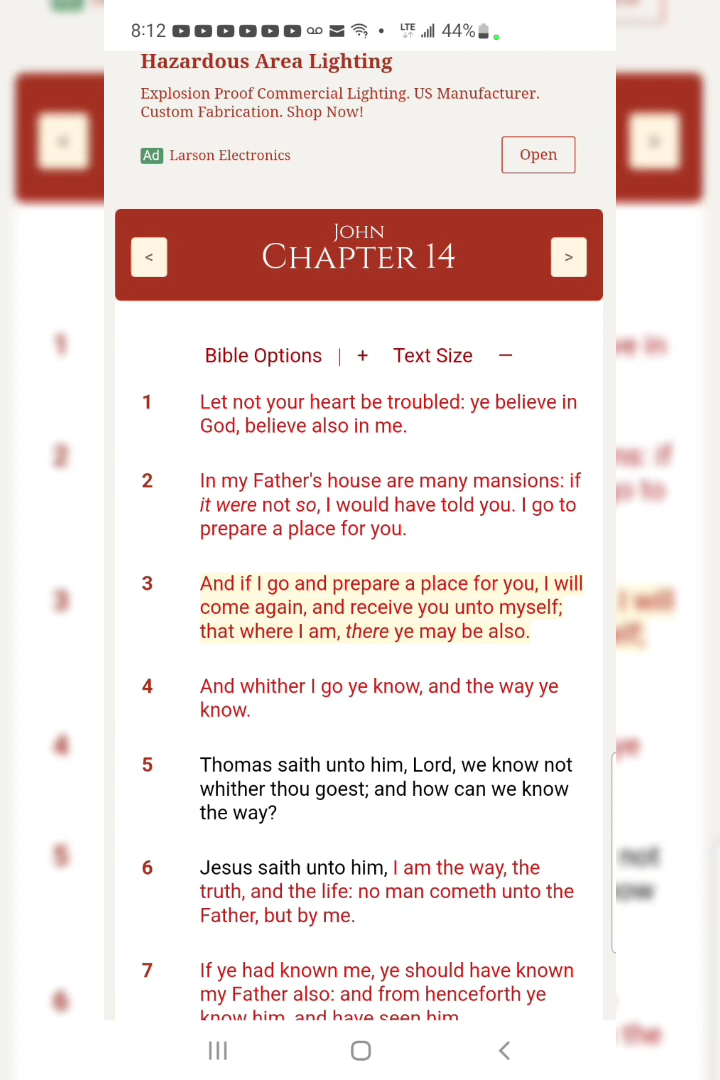 8:12 LTE 44%
Hazardous Area Lighting
Explosion Proof Commercial Lighting. US Manufacturer.
Custom Fabrication. Shop Now!
Ad Larson Electronics
Open
JOHN
< CHAPTER 14 >
Bible Options | + Text Size −
1 Let not your heart be troubled: ye believe in
God, believe also in me.
2 In my Father's house are many mansions: if
it were not so, I would have told you. I go to
prepare a place for you.
3 And if I go and prepare a place for you, I will
come again, and receive you unto myself;
that where I am, there ye may be also.
4 And whither I go ye know, and the way ye
know.
5 Thomas saith unto him, Lord, we know not
whither thou goest; and how can we know
the way?
6 Jesus saith unto him, I am the way, the
truth, and the life: no man cometh unto the
Father, but by me.
7 If ye had known me, ye should have known
my Father also: and from henceforth ye
know him, and have seen him